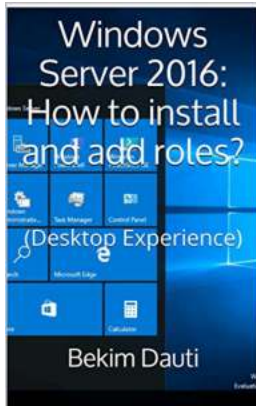 Windows
Server 2016:
How to install
and add roles?
(Desktop Experience)
Task Manager
Control Panel
Microsoft Edge
Calculator
Bekim Dauti